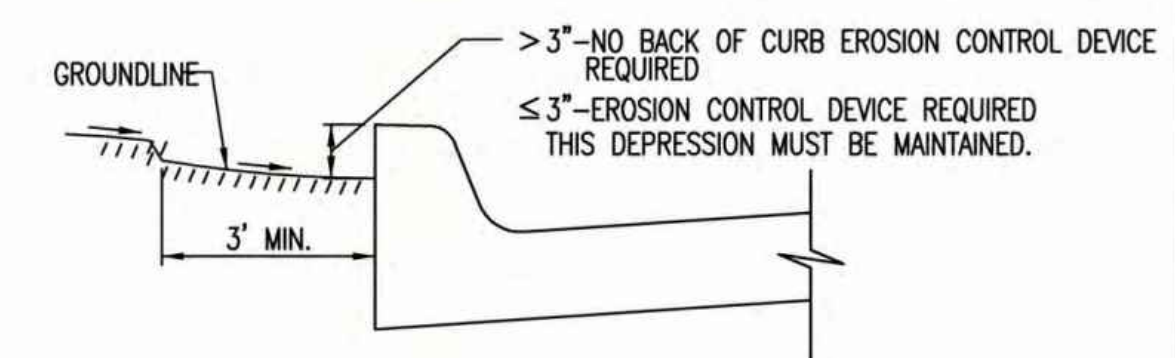 > 3"-NO BACK OF CURB EROSION CONTROL DEVICE
REQUIRED
≤ 3"-EROSION CONTROL DEVICE REQUIRED
THIS DEPRESSION MUST BE MAINTAINED.
GROUNDLINE
3' MIN.